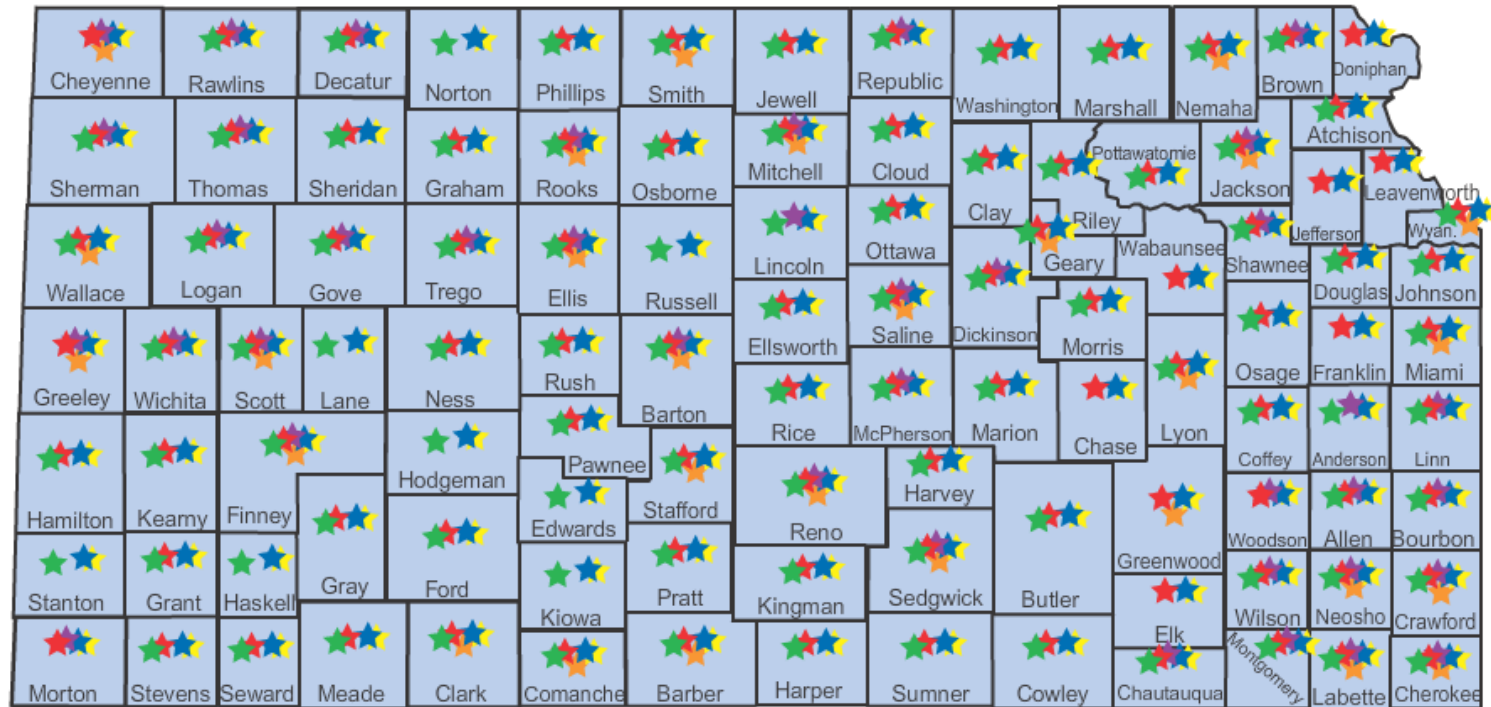 Cheyenne
Rawlins
Decatur
Norton
Phillips
Smith
Jewell
Republic
Washington
Marshall
Nemaha
Brown
Doniphan
Sherman
Thomas
Sheridan
Graham
Rooks
Osborne
Mitchell
Cloud
Clay
Riley
Pottawatomie
Jackson
Atchison
Jefferson
Leavenworth
Wyan.
Wallace
Logan
Gove
Trego
Ellis
Russell
Lincoln
Ottawa
Ellsworth
Saline
Dickinson
Geary
Morris
Wabaunsee
Shawnee
Douglas
Johnson
Greeley
Wichita
Scott
Lane
Ness
Rush
Barton
Rice
McPherson
Marion
Chase
Lyon
Osage
Franklin
Miami
Hamilton
Kearny
Finney
Hodgeman
Pawnee
Stafford
Reno
Harvey
Coffey
Anderson
Linn
Stanton
Grant
Haskell
Gray
Ford
Edwards
Kiowa
Pratt
Kingman
Sedgwick
Butler
Greenwood
Woodson
Allen
Bourbon
Elk
Wilson
Neosho
Crawford
Morton
Stevens
Seward
Meade
Clark
Comanche
Barber
Harper
Sumner
Cowley
Chautauqua
Montgomery
Labette
Cherokee